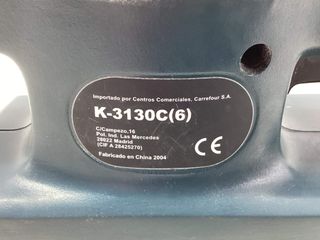 Importado por Centros Comerciales, Carrefour S.A.
K-3130C(6)
C/Campezo,16
Pol. Ind. Las Mercedes
28022 Madrid
(CIF A 28425270)
Fabricado en China 2004
CE